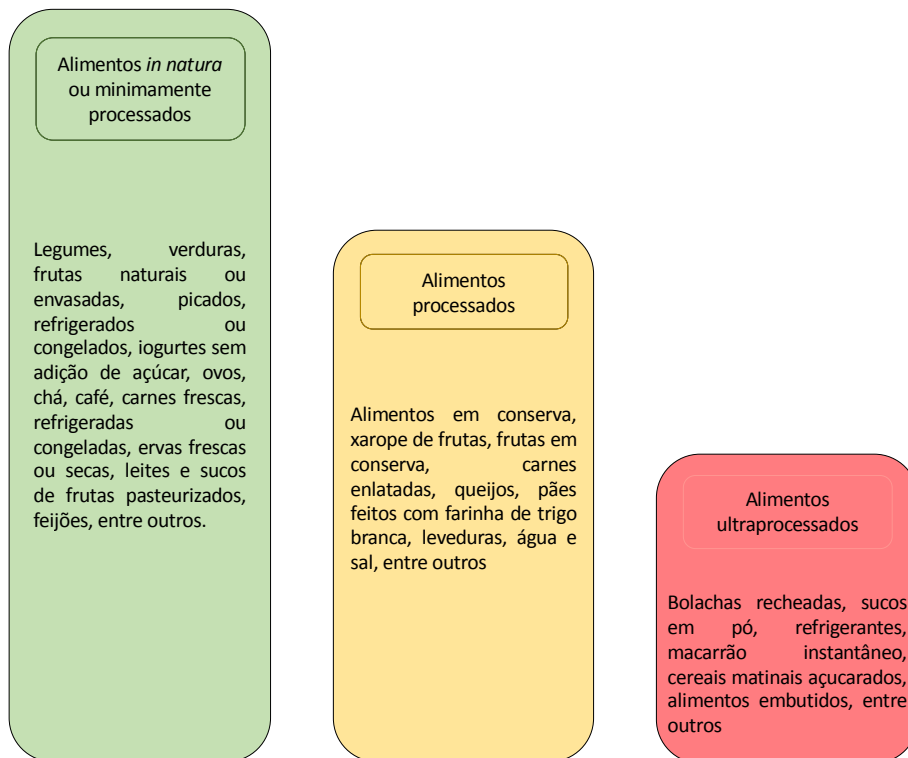 Alimentos in natura
ou minimamente
processados
Legumes, verduras,
frutas naturais ou
envasadas, picados,
refrigerados ou
congelados, iogurtes sem
adição de açúcar, ovos,
chá, café, carnes frescas,
refrigeradas ou
congeladas, ervas frescas
ou secas, leites e sucos
de frutas pasteurizados,
feijões, entre outros.
Alimentos
processados
Alimentos em conserva,
xarope de frutas, frutas em
conserva, carnes
enlatadas, queijos, pães
feitos com farinha de trigo
branca, leveduras, água e
sal, entre outros
Alimentos
ultraprocessados
Bolachas recheadas, sucos
em pó, refrigerantes,
macarrão instantâneo,
cereais matinais açucarados,
alimentos embutidos, entre
outros